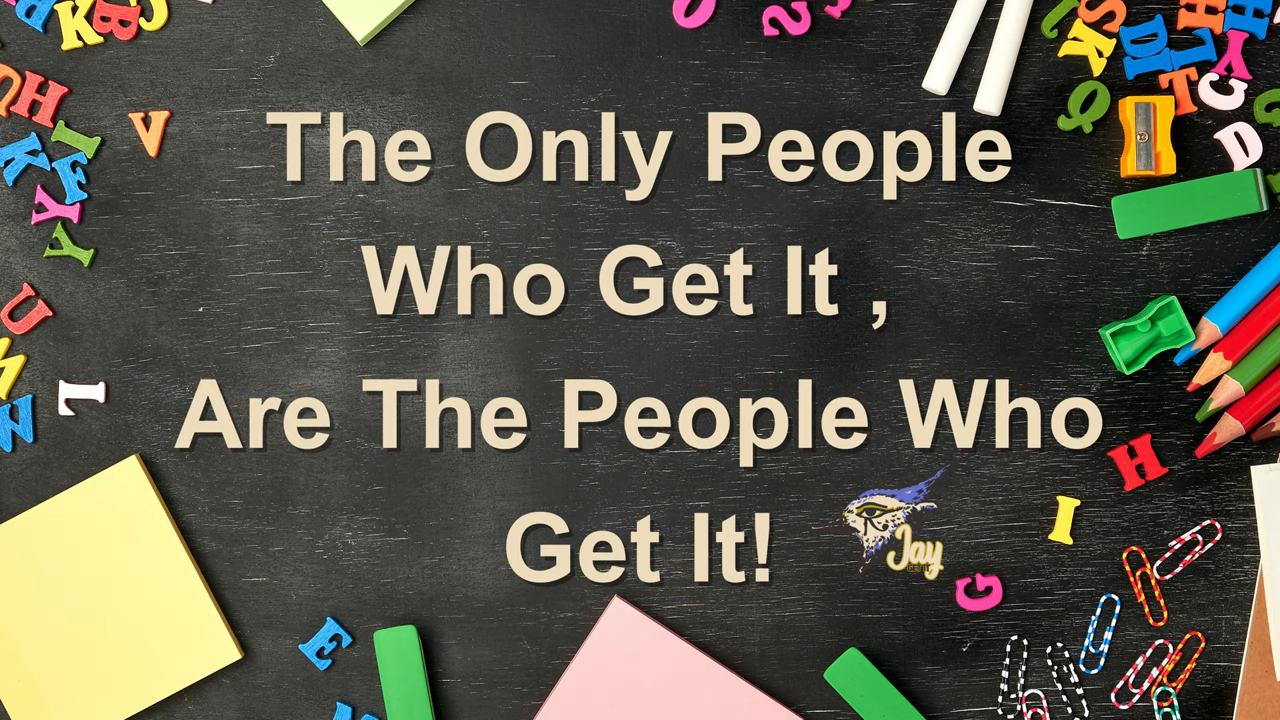 The Only People
Who Get It ,
Are The People Who
Get It!
Jay